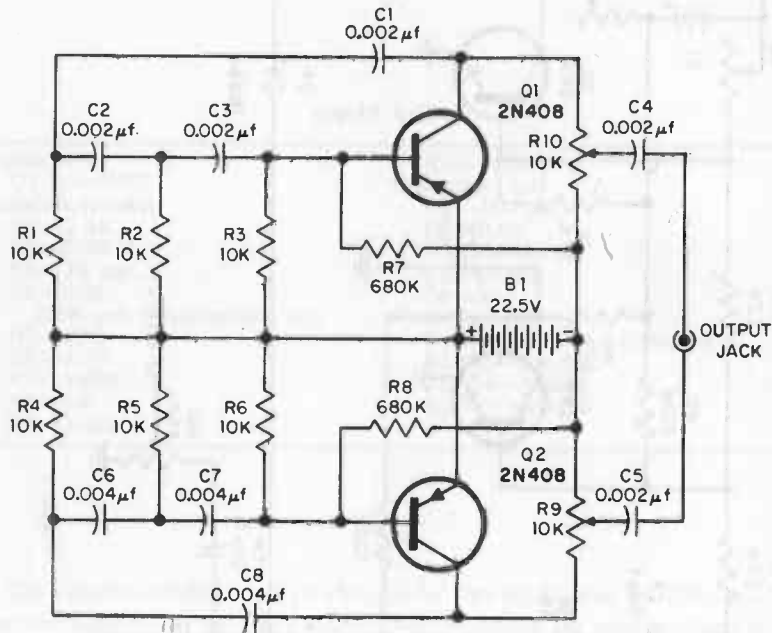 C1
0.002µf
C2
0.002µf.
C3
0.002µf
Q1
2N408
C4
0.002µf
R10
10K
R1
10K
R2
10K
R3
10K
R7
680K
B1
22.5V
+
-
OUTPUT
JACK
R4
10K
R5
10K
R6
10K
R8
680K
C6
0.004µf
C7
0.004µf
Q2
2N408
C5
0.002µf
R9
10K
C8
0.004µf